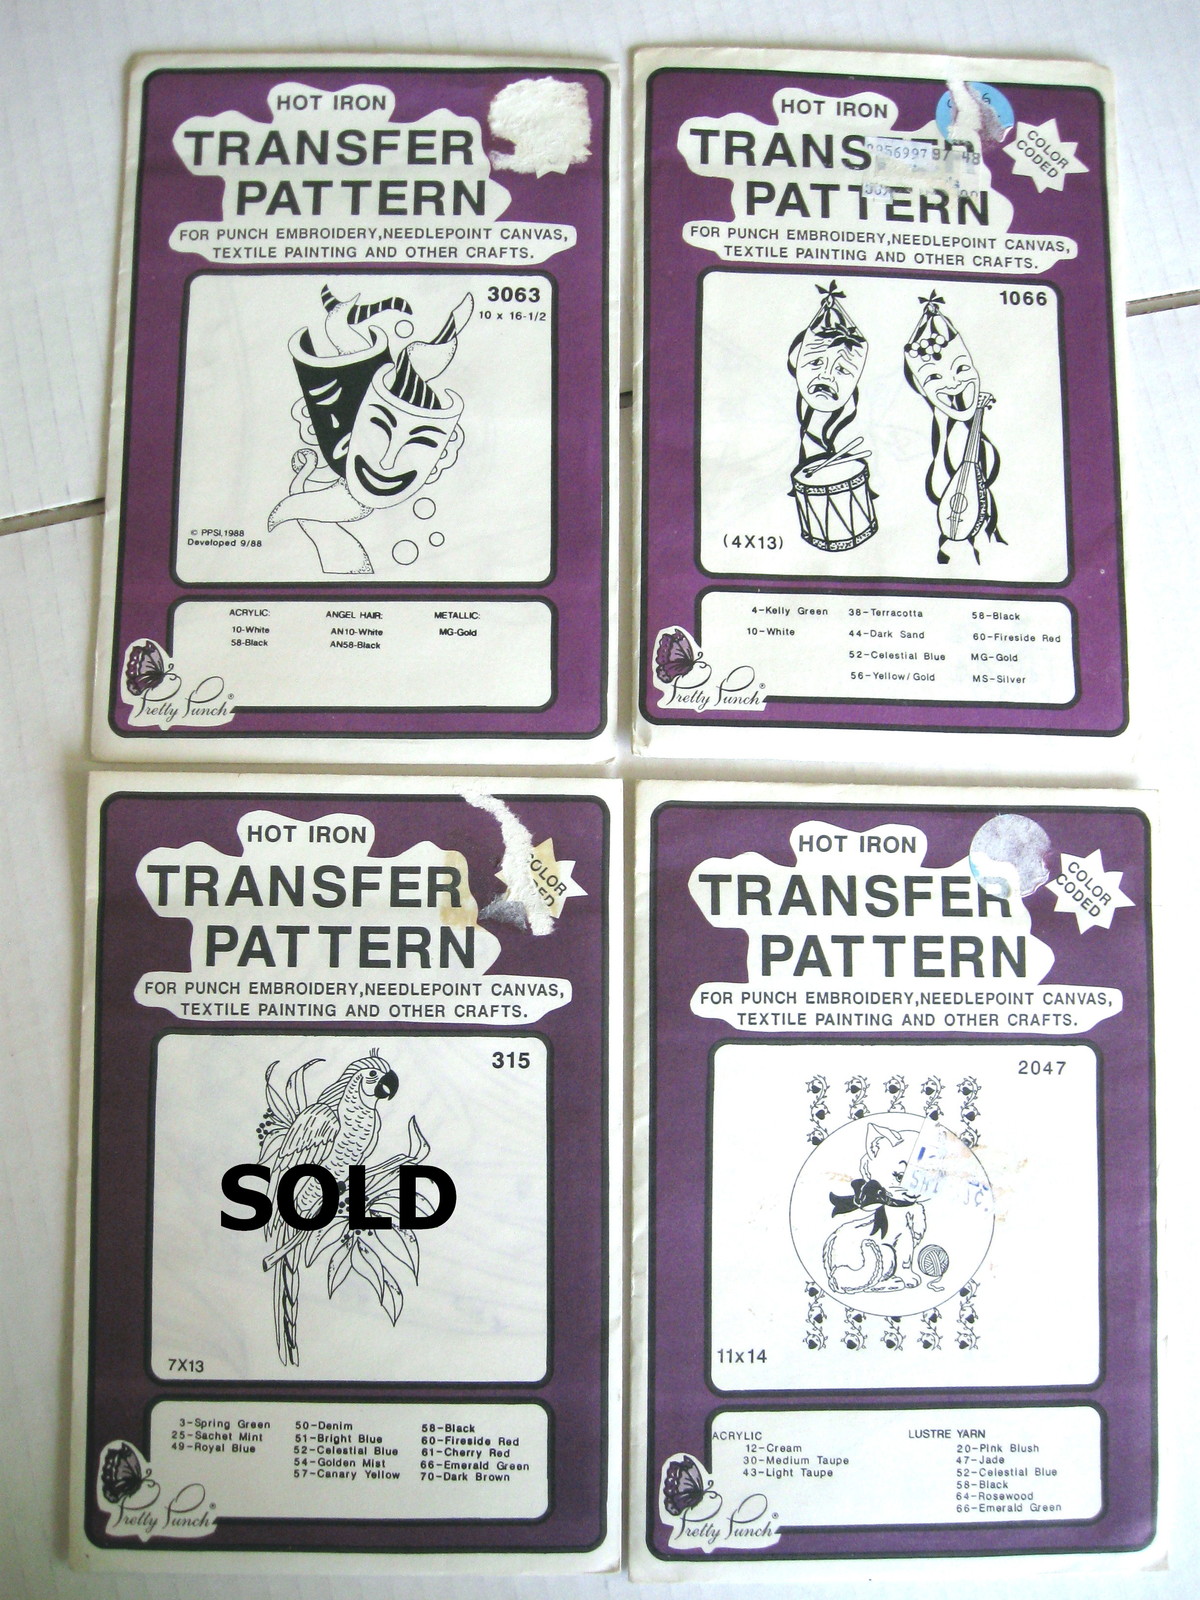 HOT IRON
TRANSFER
PATTERN
FOR PUNCH EMBROIDERY,NEEDLEPOINT CANVAS,
TEXTILE PAINTING AND OTHER CRAFTS.
3063
10 x 16-1/2
© PPSI,1988
Developed 9/88
ACRYLIC:
10-White
58-Black
ANGEL HAIR:
AN10-White
AN58-Black
METALLIC:
MG-Gold
Pretty Punch®
HOT IRON
COLOR
CODED
PATTERN
FOR PUNCH EMBROIDERY,NEEDLEPOINT CANVAS,
TEXTILE PAINTING AND OTHER CRAFTS.
1066
(4X13)
4-Kelly Green
10-White
38-Terracotta
44-Dark Sand
52-Celestial Blue
56-Yellow/Gold
58-Black
60-Fireside Red
MG-Gold
MS-Silver
Pretty Punch®
HOT IRON
TRANSFER
PATTERN
FOR PUNCH EMBROIDERY,NEEDLEPOINT CANVAS,
TEXTILE PAINTING AND OTHER CRAFTS.
315
SOLD
7X13
3-Spring Green
25-Sachet Mint
49-Royal Blue
50-Denim
51-Bright Blue
52-Celestial Blue
54-Golden Mist
57-Canary Yellow
58-Black
60-Fireside Red
61-Cherry Red
66-Emerald Green
70-Dark Brown
Pretty Punch®
HOT IRON
COLOR
CODED
TRANSFER
PATTERN
FOR PUNCH EMBROIDERY,NEEDLEPOINT CANVAS,
TEXTILE PAINTING AND OTHER CRAFTS.
2047
11x14
ACRYLIC
12-Cream
30-Medium Taupe
43-Light Taupe
LUSTRE YARN
20-Pink Blush
47-Jade
52-Celestial Blue
58-Black
64-Rosewood
66-Emerald Green
Pretty Punch®